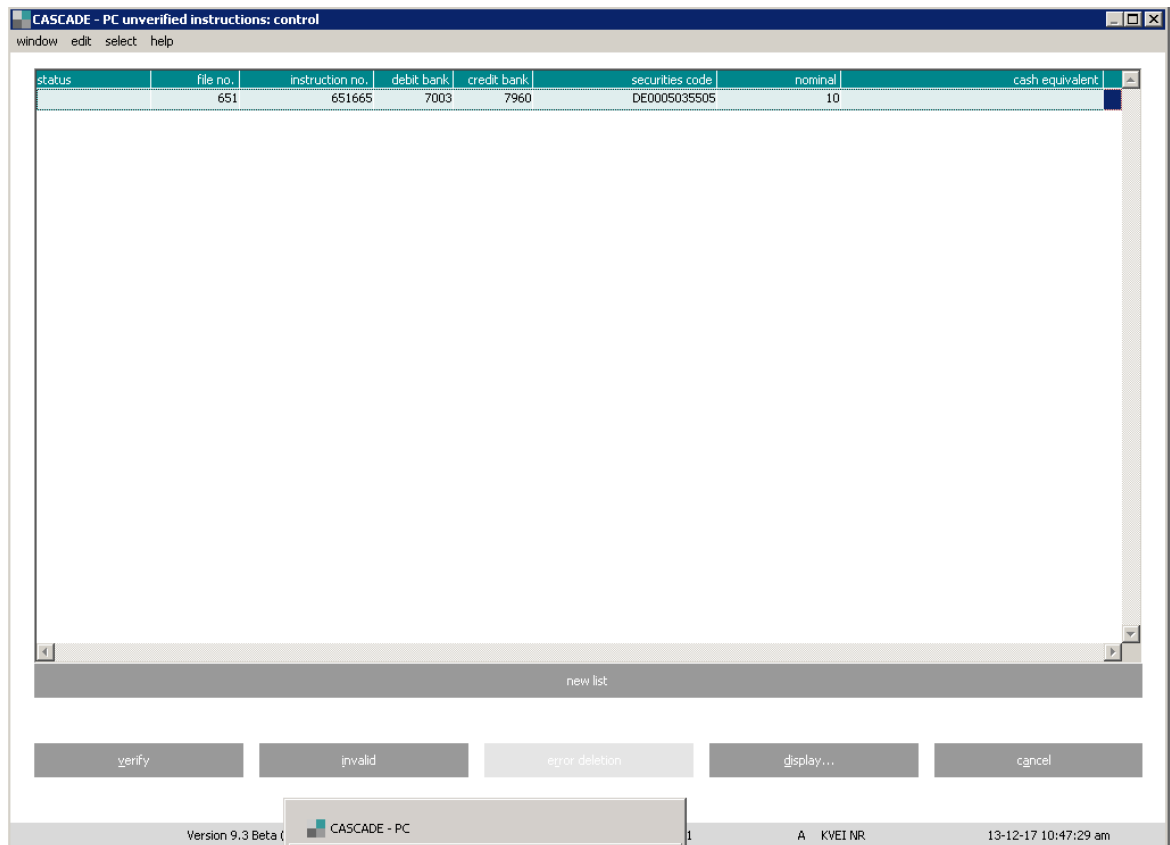 CASCADE - PC unverified instructions: control
window edit select help
status file no. instruction no. debit bank credit bank securities code nominal cash equivalent
651 651665 7003 7960 DE0005035505 10
new list
verify invalid error deletion display... cancel
CASCADE - PC
Version 9.3 Beta ( 1 A KVEI NR 13-12-17 10:47:29 am